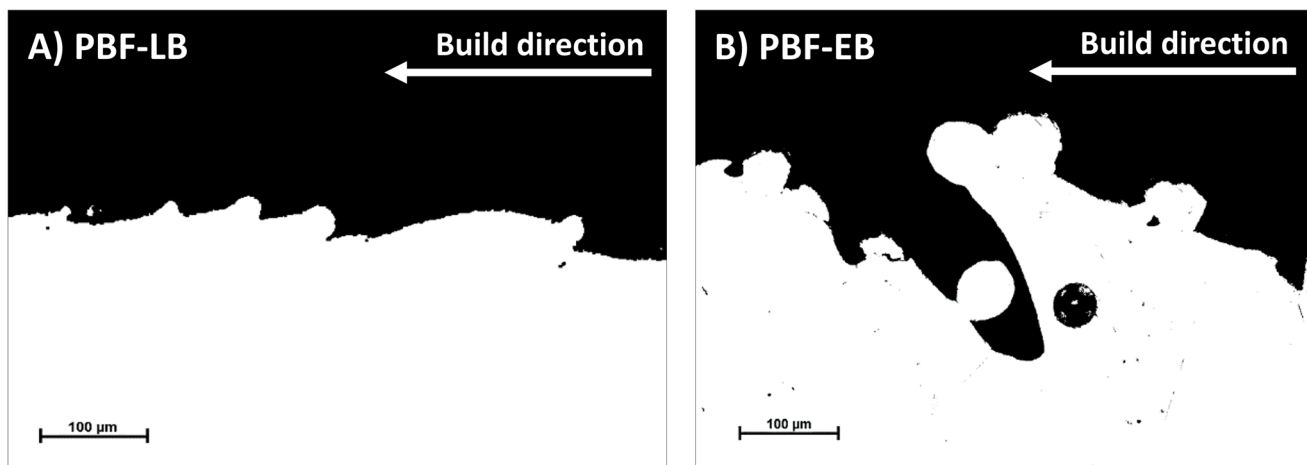 A) PBF-LB
Build direction
100 µm
B) PBF-EB
Build direction
100 µm